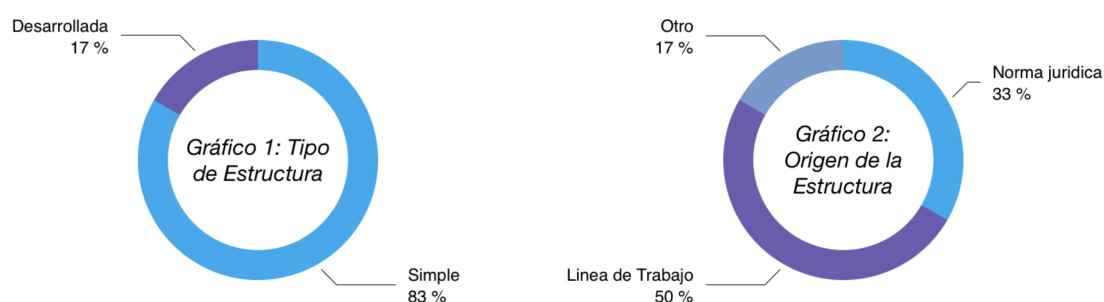 Desarrollada
17 %
Gráfico 1: Tipo
de Estructura
Simple
83 %
Otro
17 %
Norma juridica
33 %
Gráfico 2:
Origen de la
Estructura
Linea de Trabajo
50 %